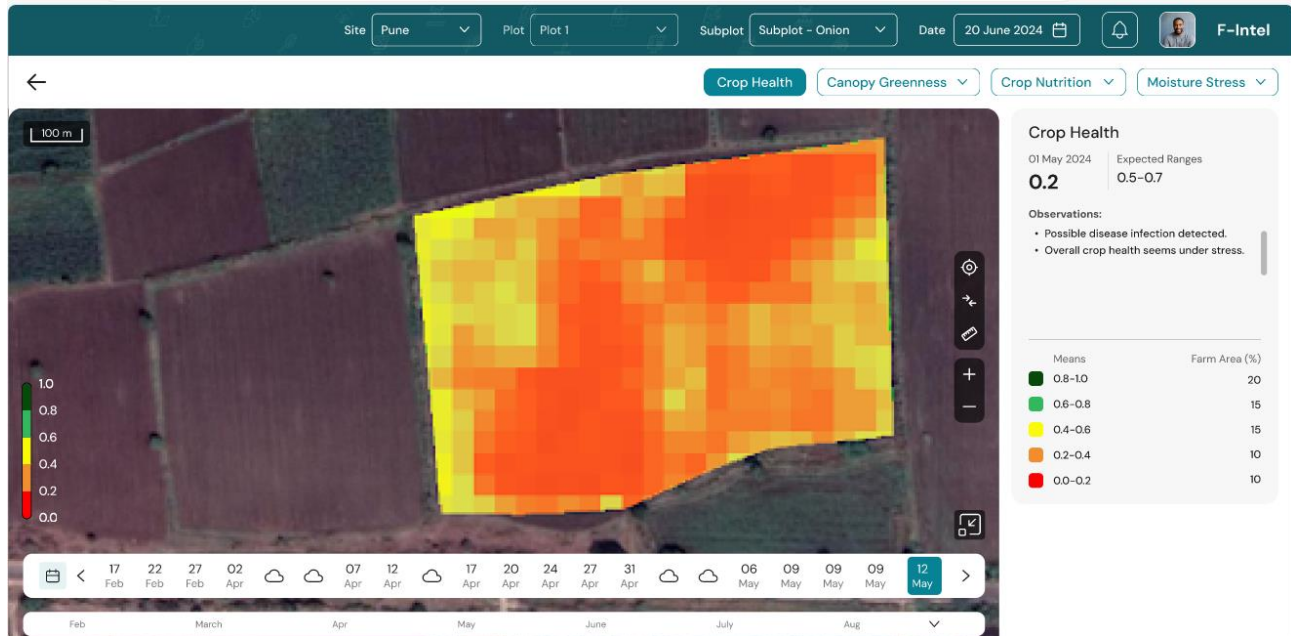 Site Pune Plot Plot 1 Subplot Subplot - Onion Date 20 June 2024 F-Intel
Crop Health Canopy Greenness Crop Nutrition Moisture Stress
100 m
1.0
0.8
0.6
0.4
0.2
0.0
Crop Health
01 May 2024 Expected Ranges
0.2 0.5-0.7
Observations:
• Possible disease infection detected.
• Overall crop health seems under stress.
Means Farm Area (%)
0.8-1.0 20
0.6-0.8 15
0.4-0.6 15
0.2-0.4 10
0.0-0.2 10
17 22 27 02 07 12 17 20 24 27 31 06 09 09 09 12
Feb Feb Feb Apr Apr Apr Apr Apr Apr Apr Apr May May May May May
Feb March Apr May June July Aug